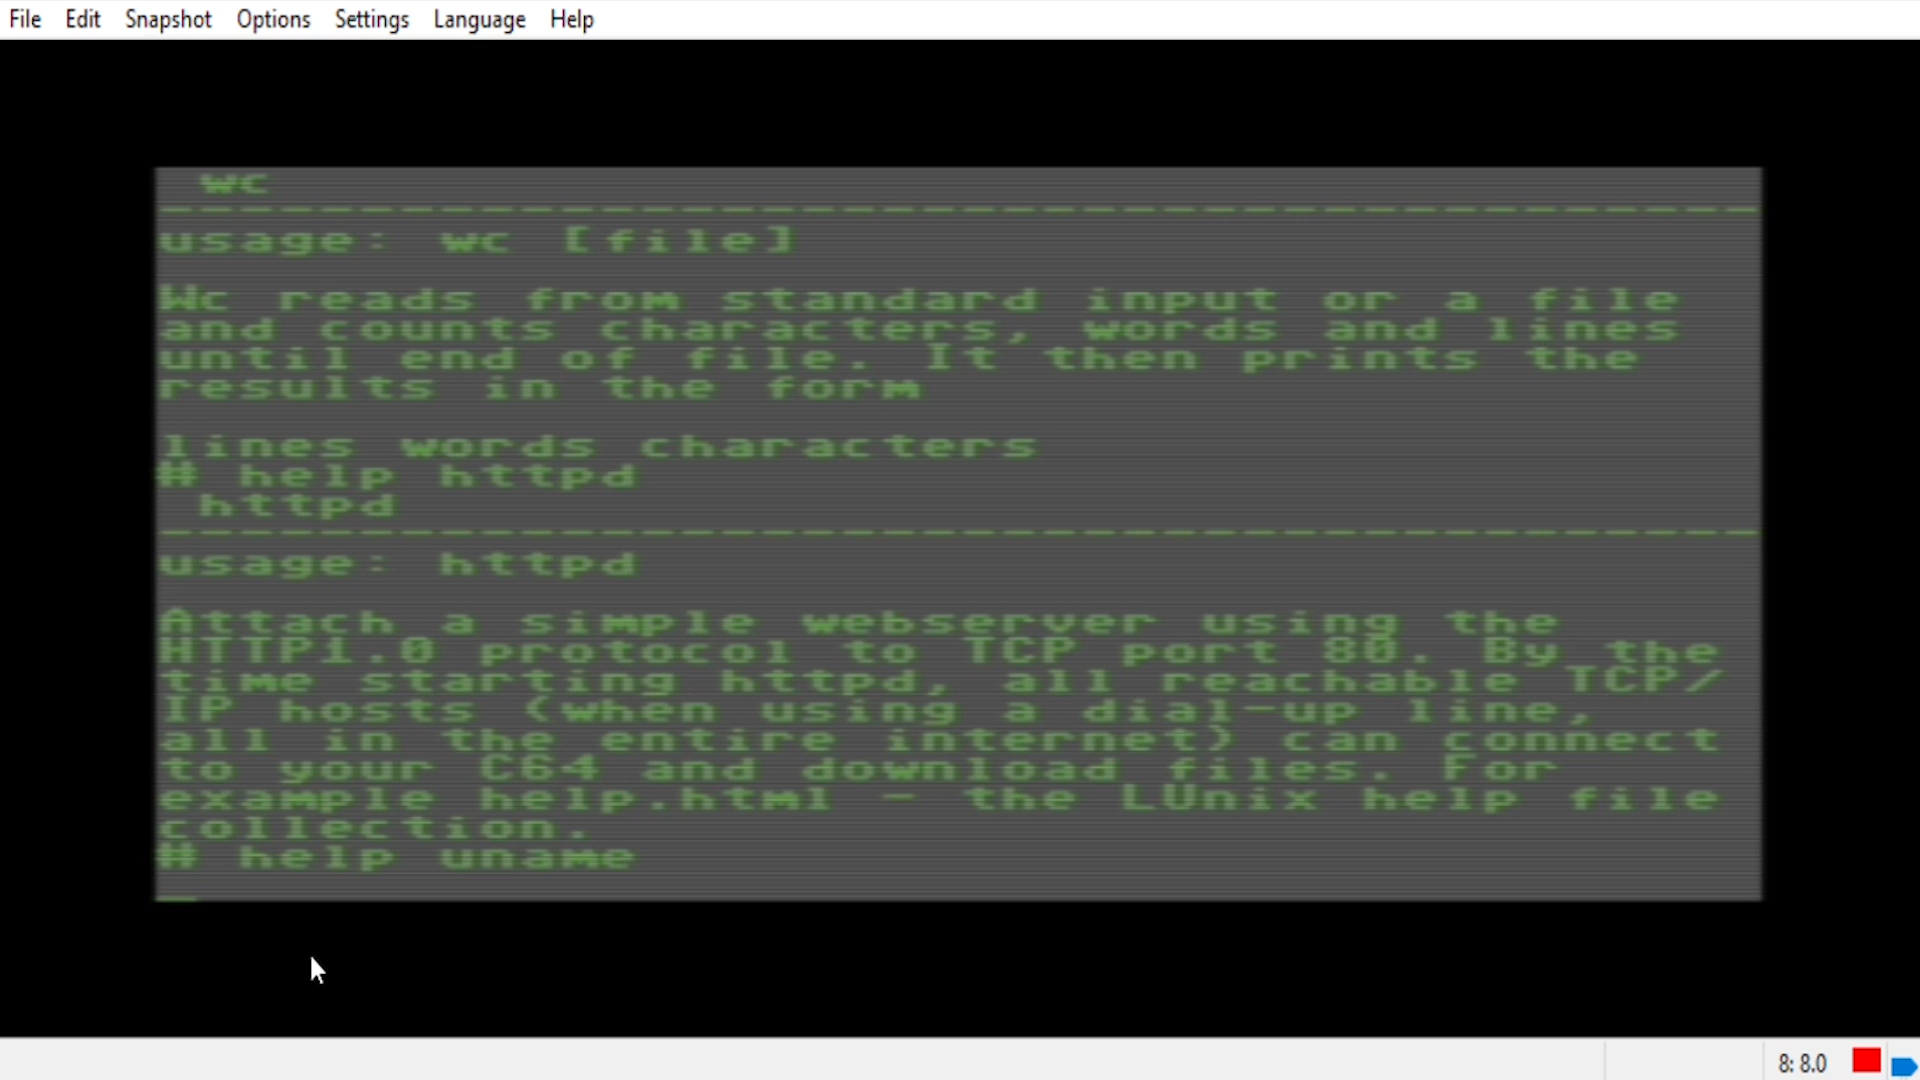 File Edit Snapshot Options Settings Language Help
wc
----------------------------------------
usage: wc [file]
Wc reads from standard input or a file
and counts characters, words and lines
until end of file. It then prints the
results in the form
lines words characters
# help httpd
httpd
----------------------------------------
usage: httpd
Attach a simple webserver using the
HTTP1.0 protocol to TCP port 80. By the
time starting httpd, all reachable TCP/
IP hosts (when using a dial-up line,
all in the entire internet) can connect
to your C64 and download files. For
example help.html - the LUnix help file
collection.
# help uname
_
8: 8.0